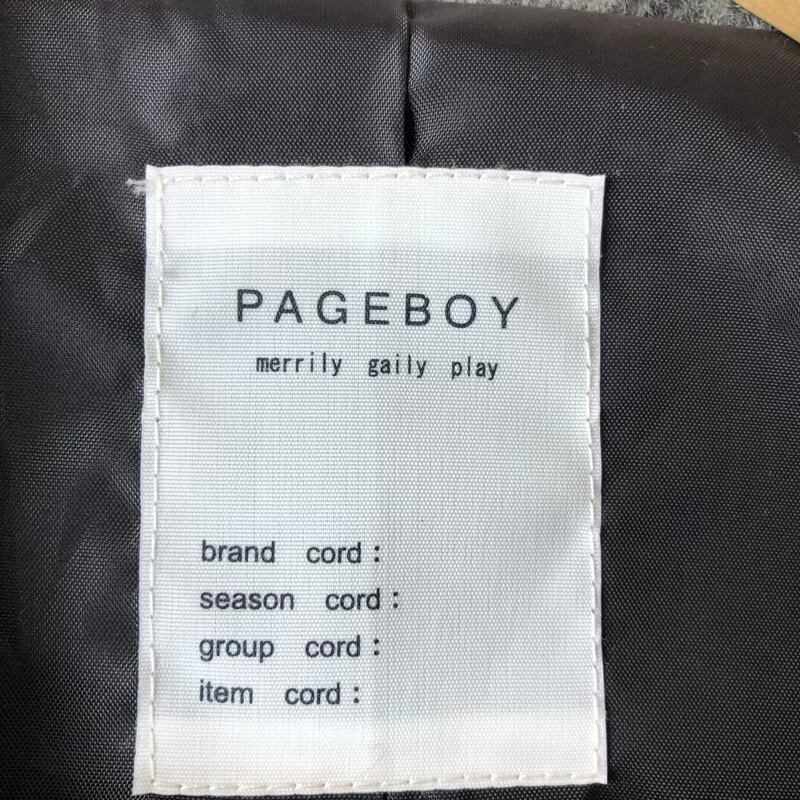 PAGEBOY
merrily gaily play
brand cord :
season cord :
group cord :
item cord :